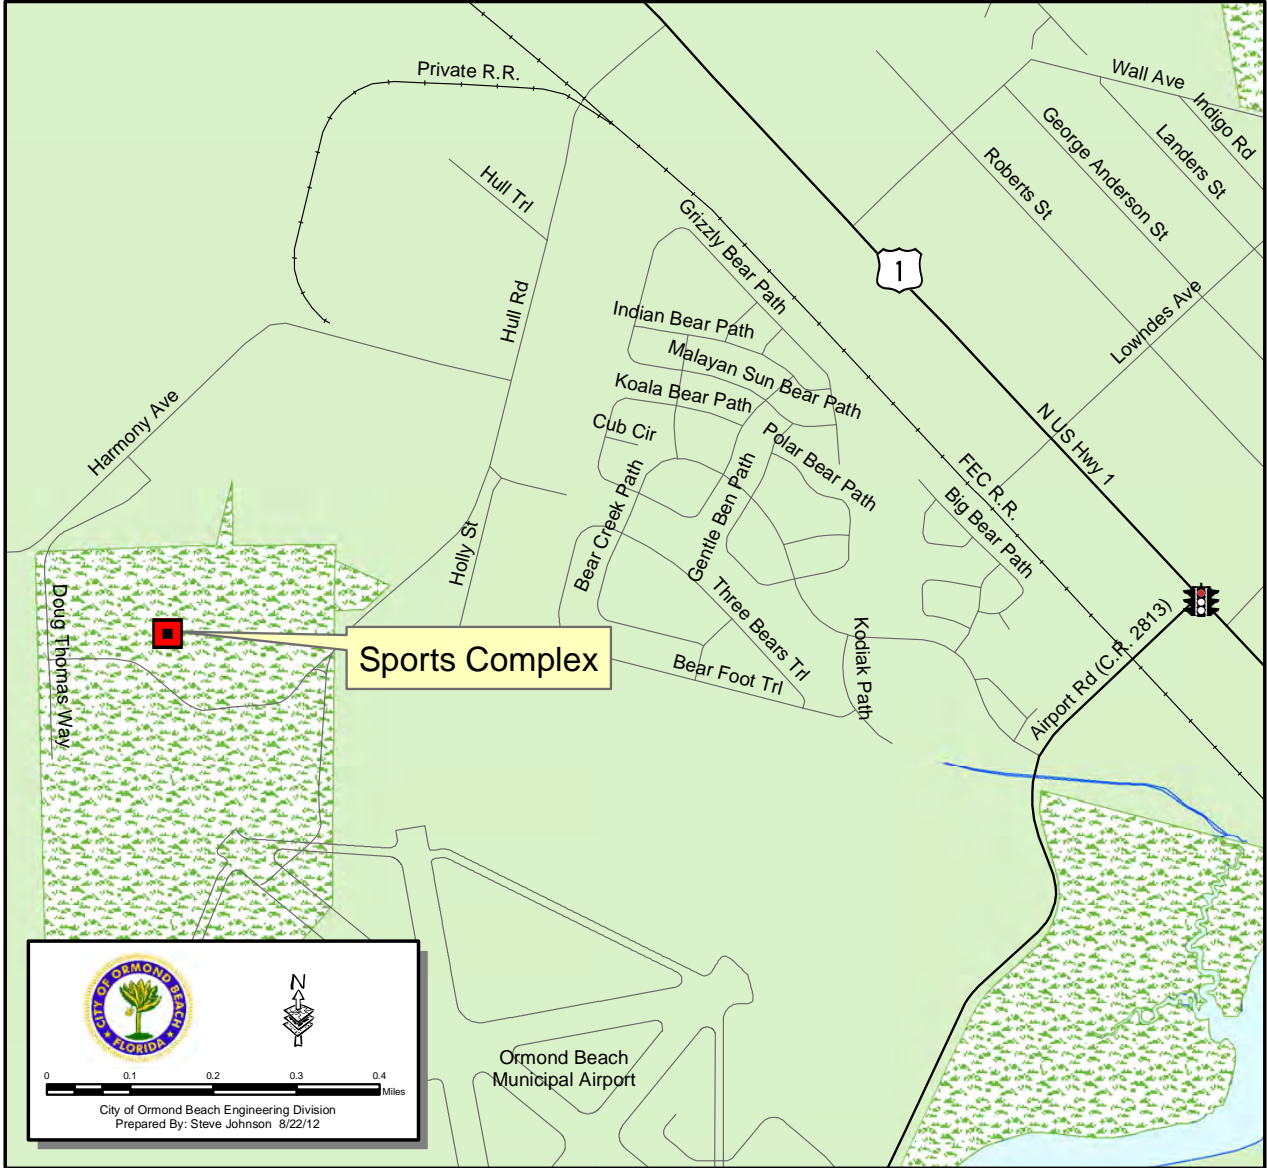 Private R.R.
Wall Ave
Indigo Rd
George Anderson St
Landers St
Roberts St
Hull Trl
Grizzly Bear Path
1
Hull Rd
Indian Bear Path
Lowndes Ave
Malayan Sun Bear Path
Koala Bear Path
Harmony Ave
Cub Cir
N US Hwy 1
Polar Bear Path
FEC R.R.
Bear Creek Path
Gentle Ben Path
Big Bear Path
Holly St
Doug Thomas Way
Three Bears Trl
Sports Complex
Kodiak Path
Bear Foot Trl
Airport Rd (C.R. 2813)
CITY OF ORMOND BEACH
FLORIDA
N
Ormond Beach
Municipal Airport
0 0.1 0.2 0.3 0.4
Miles
City of Ormond Beach Engineering Division
Prepared By: Steve Johnson 8/22/12